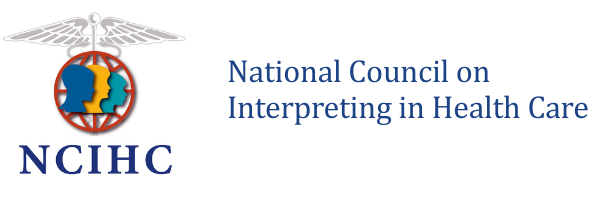 NCIHC
National Council on
Interpreting in Health Care